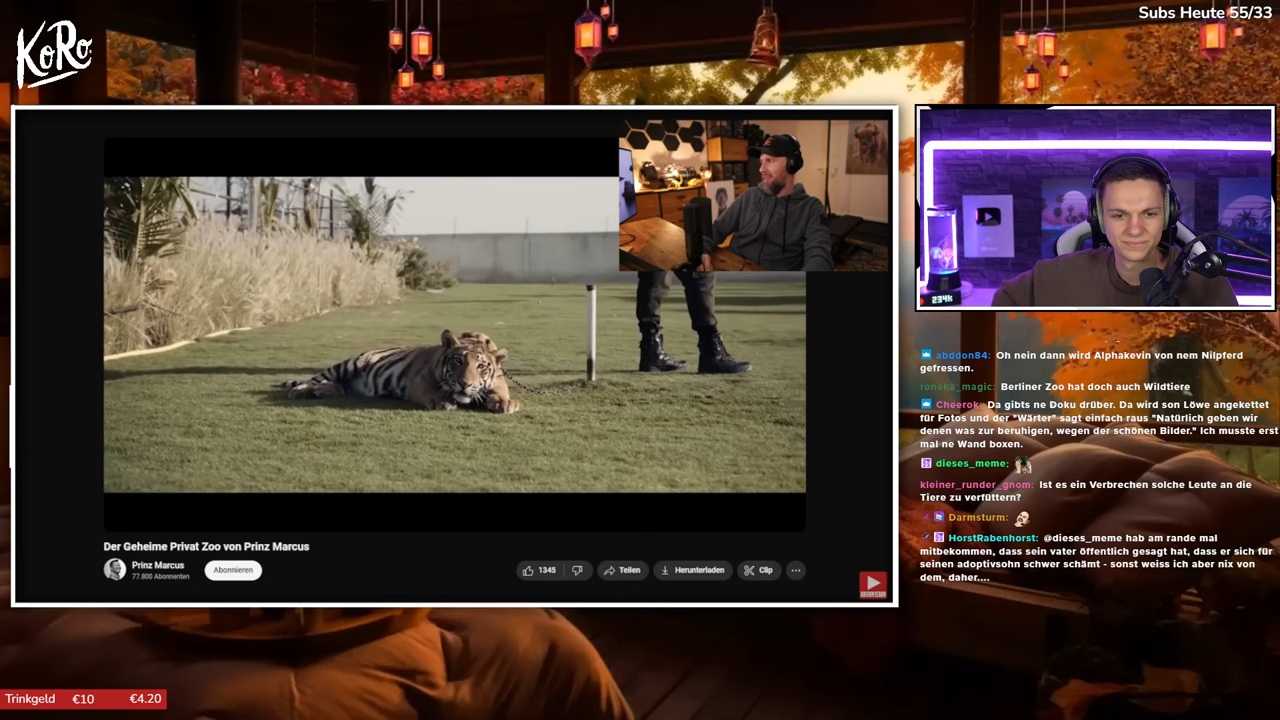 Subs Heute 55/33
KoRo
Der Geheime Privat Zoo von Prinz Marcus
Prinz Marcus
77.800 Abonnenten
Abonnieren
1345
Teilen
Herunterladen
Clip
234k
abddon84: Oh nein dann wird Alphakevin von nem Nilpferd
gefressen.
roneka_magic: Berliner Zoo hat doch auch Wildtiere
Cheerok: Da gibts ne Doku drüber. Da wird son Löwe angekettet
für Fotos und der "Wärter" sagt einfach raus "Natürlich geben wir
denen was zur beruhigen, wegen der schönen Bilder." Ich musste erst
mal ne Wand boxen.
dieses_meme:
kleiner_runder_gnom: Ist es ein Verbrechen solche Leute an die
Tiere zu verfüttern?
Darmsturm:
HorstRabenhorst: @dieses_meme hab am rande mal
mitbekommen, dass sein vater öffentlich gesagt hat, dass er sich für
seinen adoptivsohn schwer schämt - sonst weiss ich aber nix von
dem, daher....
Trinkgeld €10 €4.20